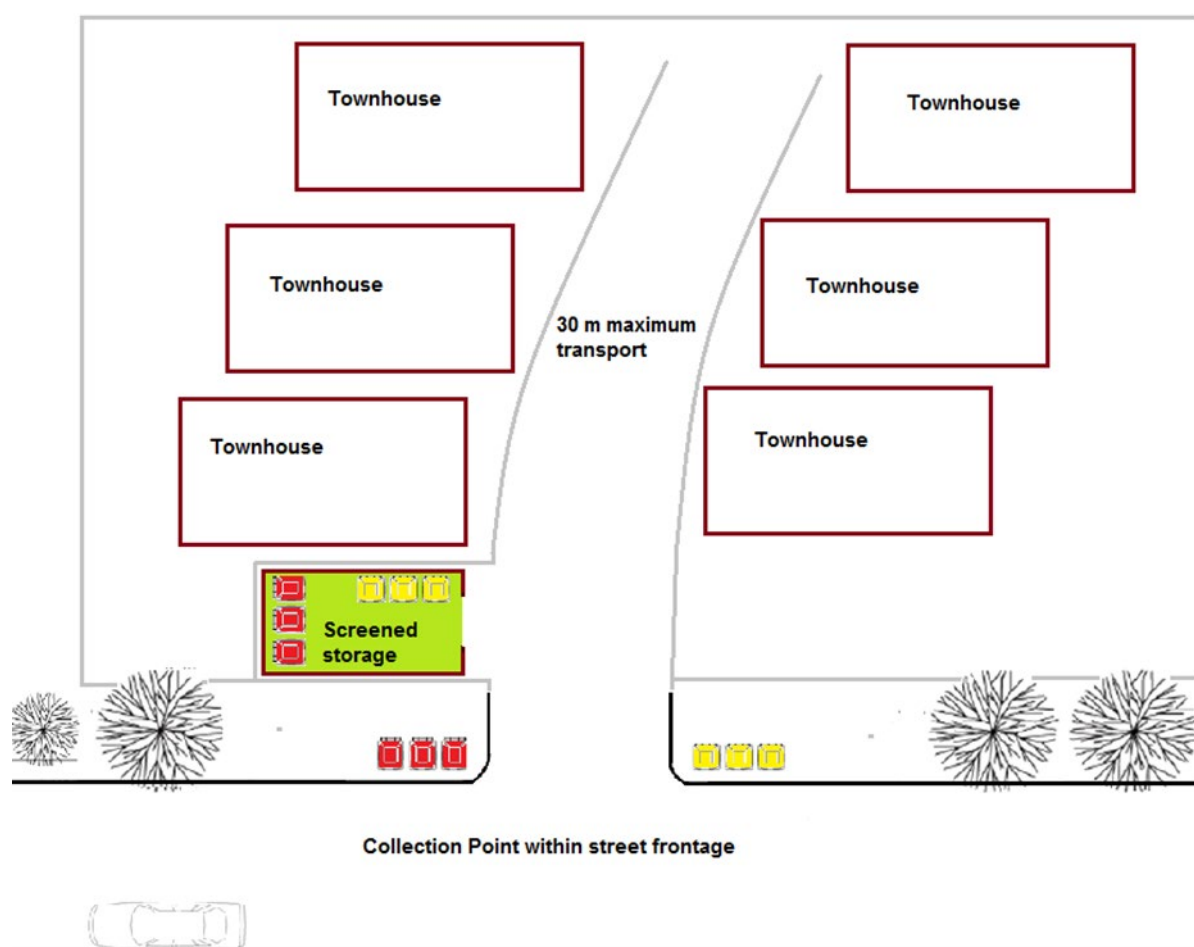 Townhouse
Townhouse
Townhouse
Townhouse
30 m maximum
transport
Townhouse
Townhouse
Screened
storage
Collection Point within street frontage